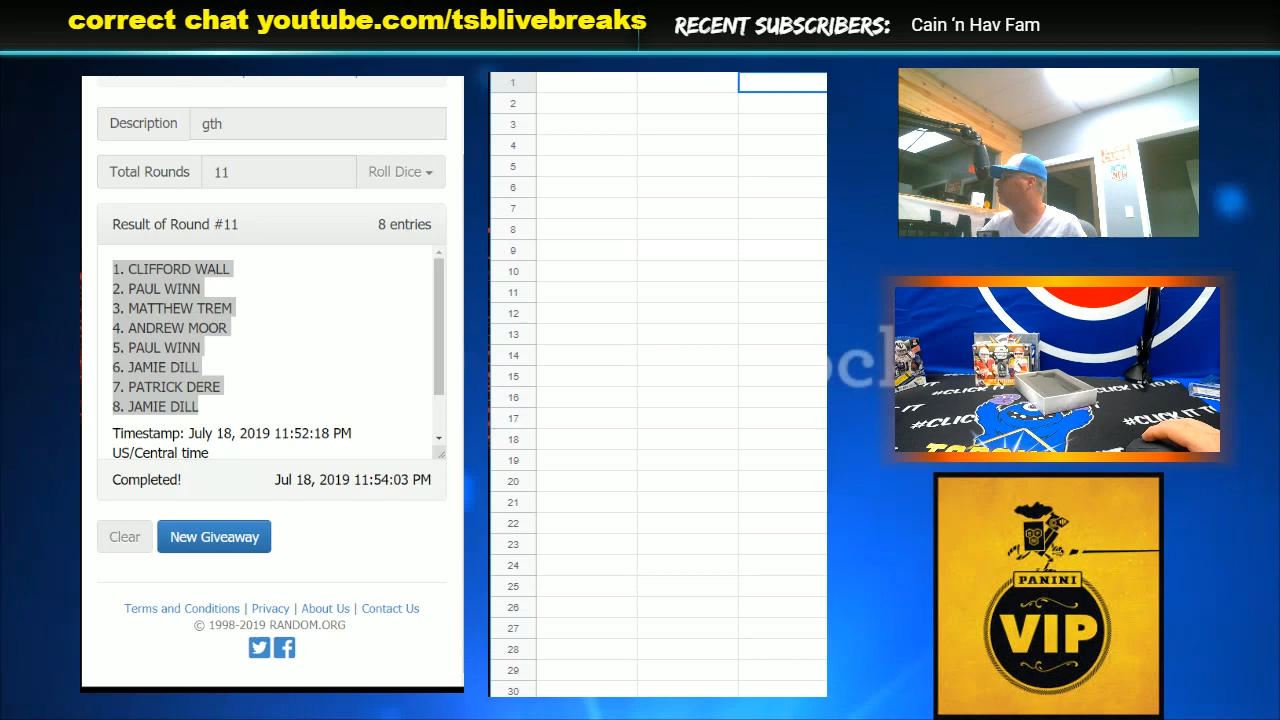 correct chat youtube.com/tsblivebreaks
RECENT SUBSCRIBERS:
Cain 'n Hav Fam
Description
gth
Total Rounds
11
Roll Dice
Result of Round #11
8 entries
1. CLIFFORD WALL
2. PAUL WINN
3. MATTHEW TREM
4. ANDREW MOOR
5. PAUL WINN
6. JAMIE DILL
7. PATRICK DERE
8. JAMIE DILL
Timestamp: July 18, 2019 11:52:18 PM
US/Central time
Completed!
Jul 18, 2019 11:54:03 PM
Clear
New Giveaway
Terms and Conditions | Privacy | About Us | Contact Us
© 1998-2019 RANDOM.ORG
1
2
3
4
5
6
7
8
9
10
11
12
13
14
15
16
17
18
19
20
21
22
23
24
25
26
27
28
29
30
#CLICK IT
#CLICK IT
PANINI
VIP